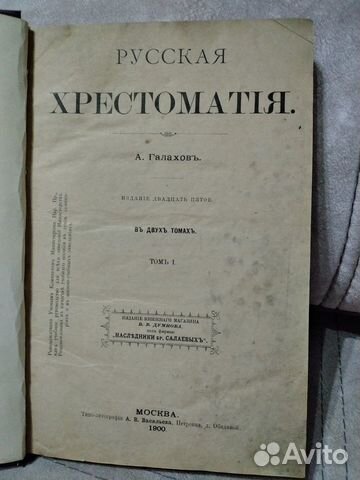 РУССКАЯ
ХРЕСТОМАТІЯ.
А. Галаховъ.
ИЗДАНІЕ ДВАДЦАТЬ ПЯТОЕ
ВЪ ДВУХЪ ТОМАХЪ.
ТОМЪ I.
ИЗДАНІЕ КНИЖНАГО МАГАЗИНА
В. В. ДУМНОВА,
подъ фирмою
„НАСЛѢДНИКИ БР. САЛАЕВЫХЪ“.
МОСКВА.
Типо-литографія А. В. Васильева, Петровка, д. Обидиной.
1900
Avito